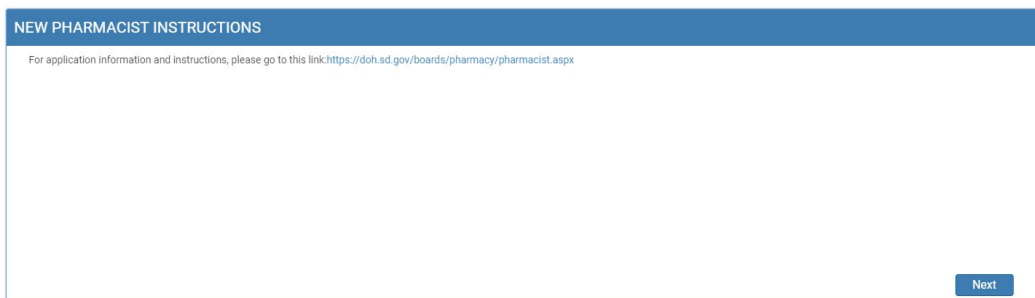 NEW PHARMACIST INSTRUCTIONS
For application information and instructions, please go to this link:https://doh.sd.gov/boards/pharmacy/pharmacist.aspx
Next